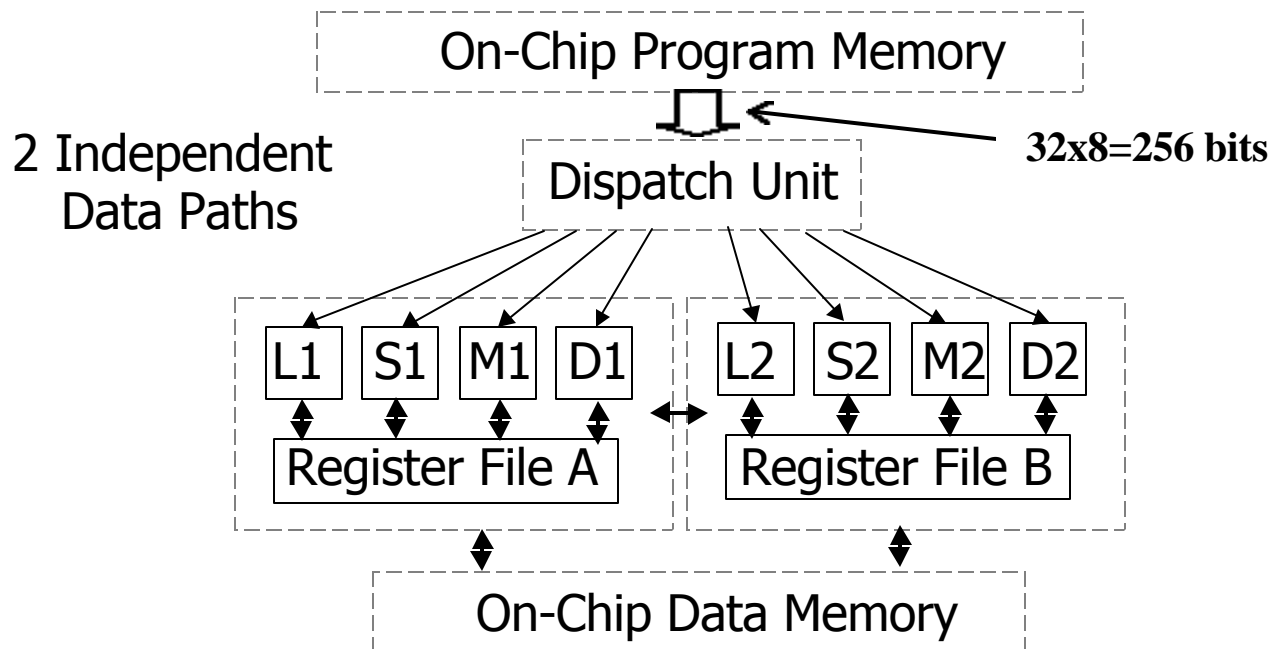 On-Chip Program Memory
32x8=256 bits
2 Independent
Data Paths
Dispatch Unit
L1 S1 M1 D1 L2 S2 M2 D2
Register File A Register File B
On-Chip Data Memory